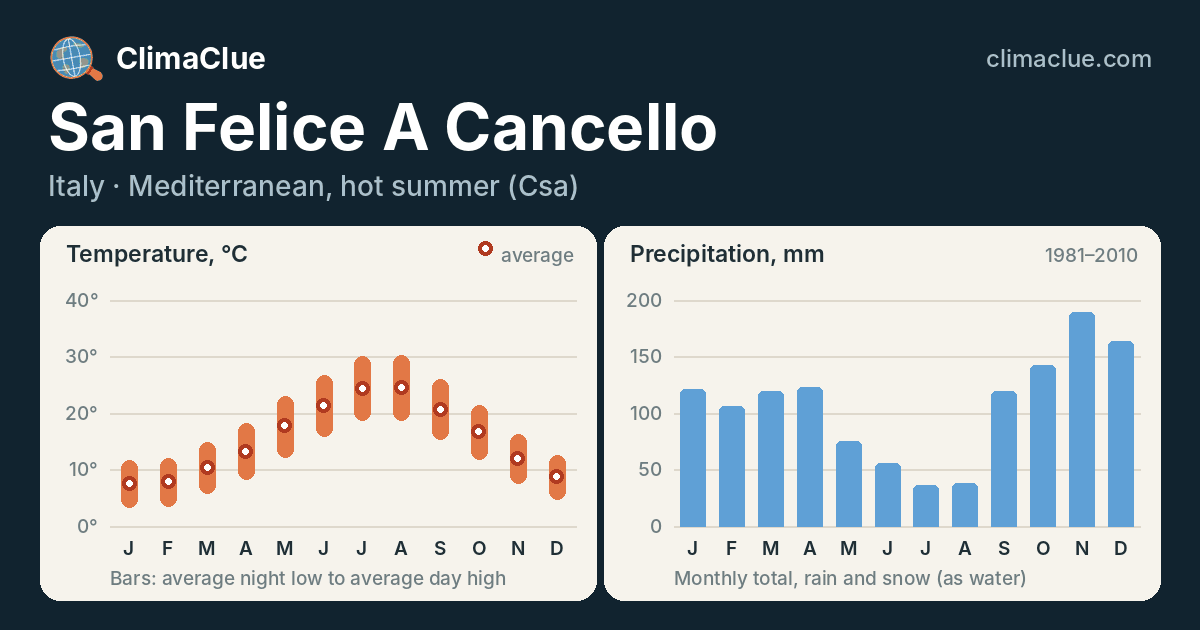 ClimaClue
climaclue.com
San Felice A Cancello
Italy · Mediterranean, hot summer (Csa)
Temperature, °C
average
40°
30°
20°
10°
0°
J F M A M J J A S O N D
Bars: average night low to average day high
Precipitation, mm
1981–2010
200
150
100
50
0
J F M A M J J A S O N D
Monthly total, rain and snow (as water)